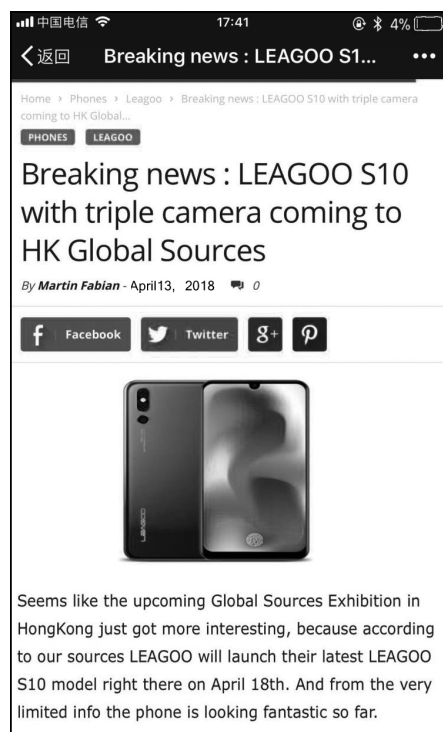 中国电信 17:41 4%
返回 Breaking news : LEAGOO S1... •••
Home › Phones › Leagoo › Breaking news : LEAGOO S10 with triple camera
coming to HK Global...
PHONES LEAGOO
Breaking news : LEAGOO S10
with triple camera coming to
HK Global Sources
By Martin Fabian - April13, 2018 0
f Facebook Twitter g+
LEAGOO
Seems like the upcoming Global Sources Exhibition in
HongKong just got more interesting, because according
to our sources LEAGOO will launch their latest LEAGOO
S10 model right there on April 18th. And from the very
limited info the phone is looking fantastic so far.